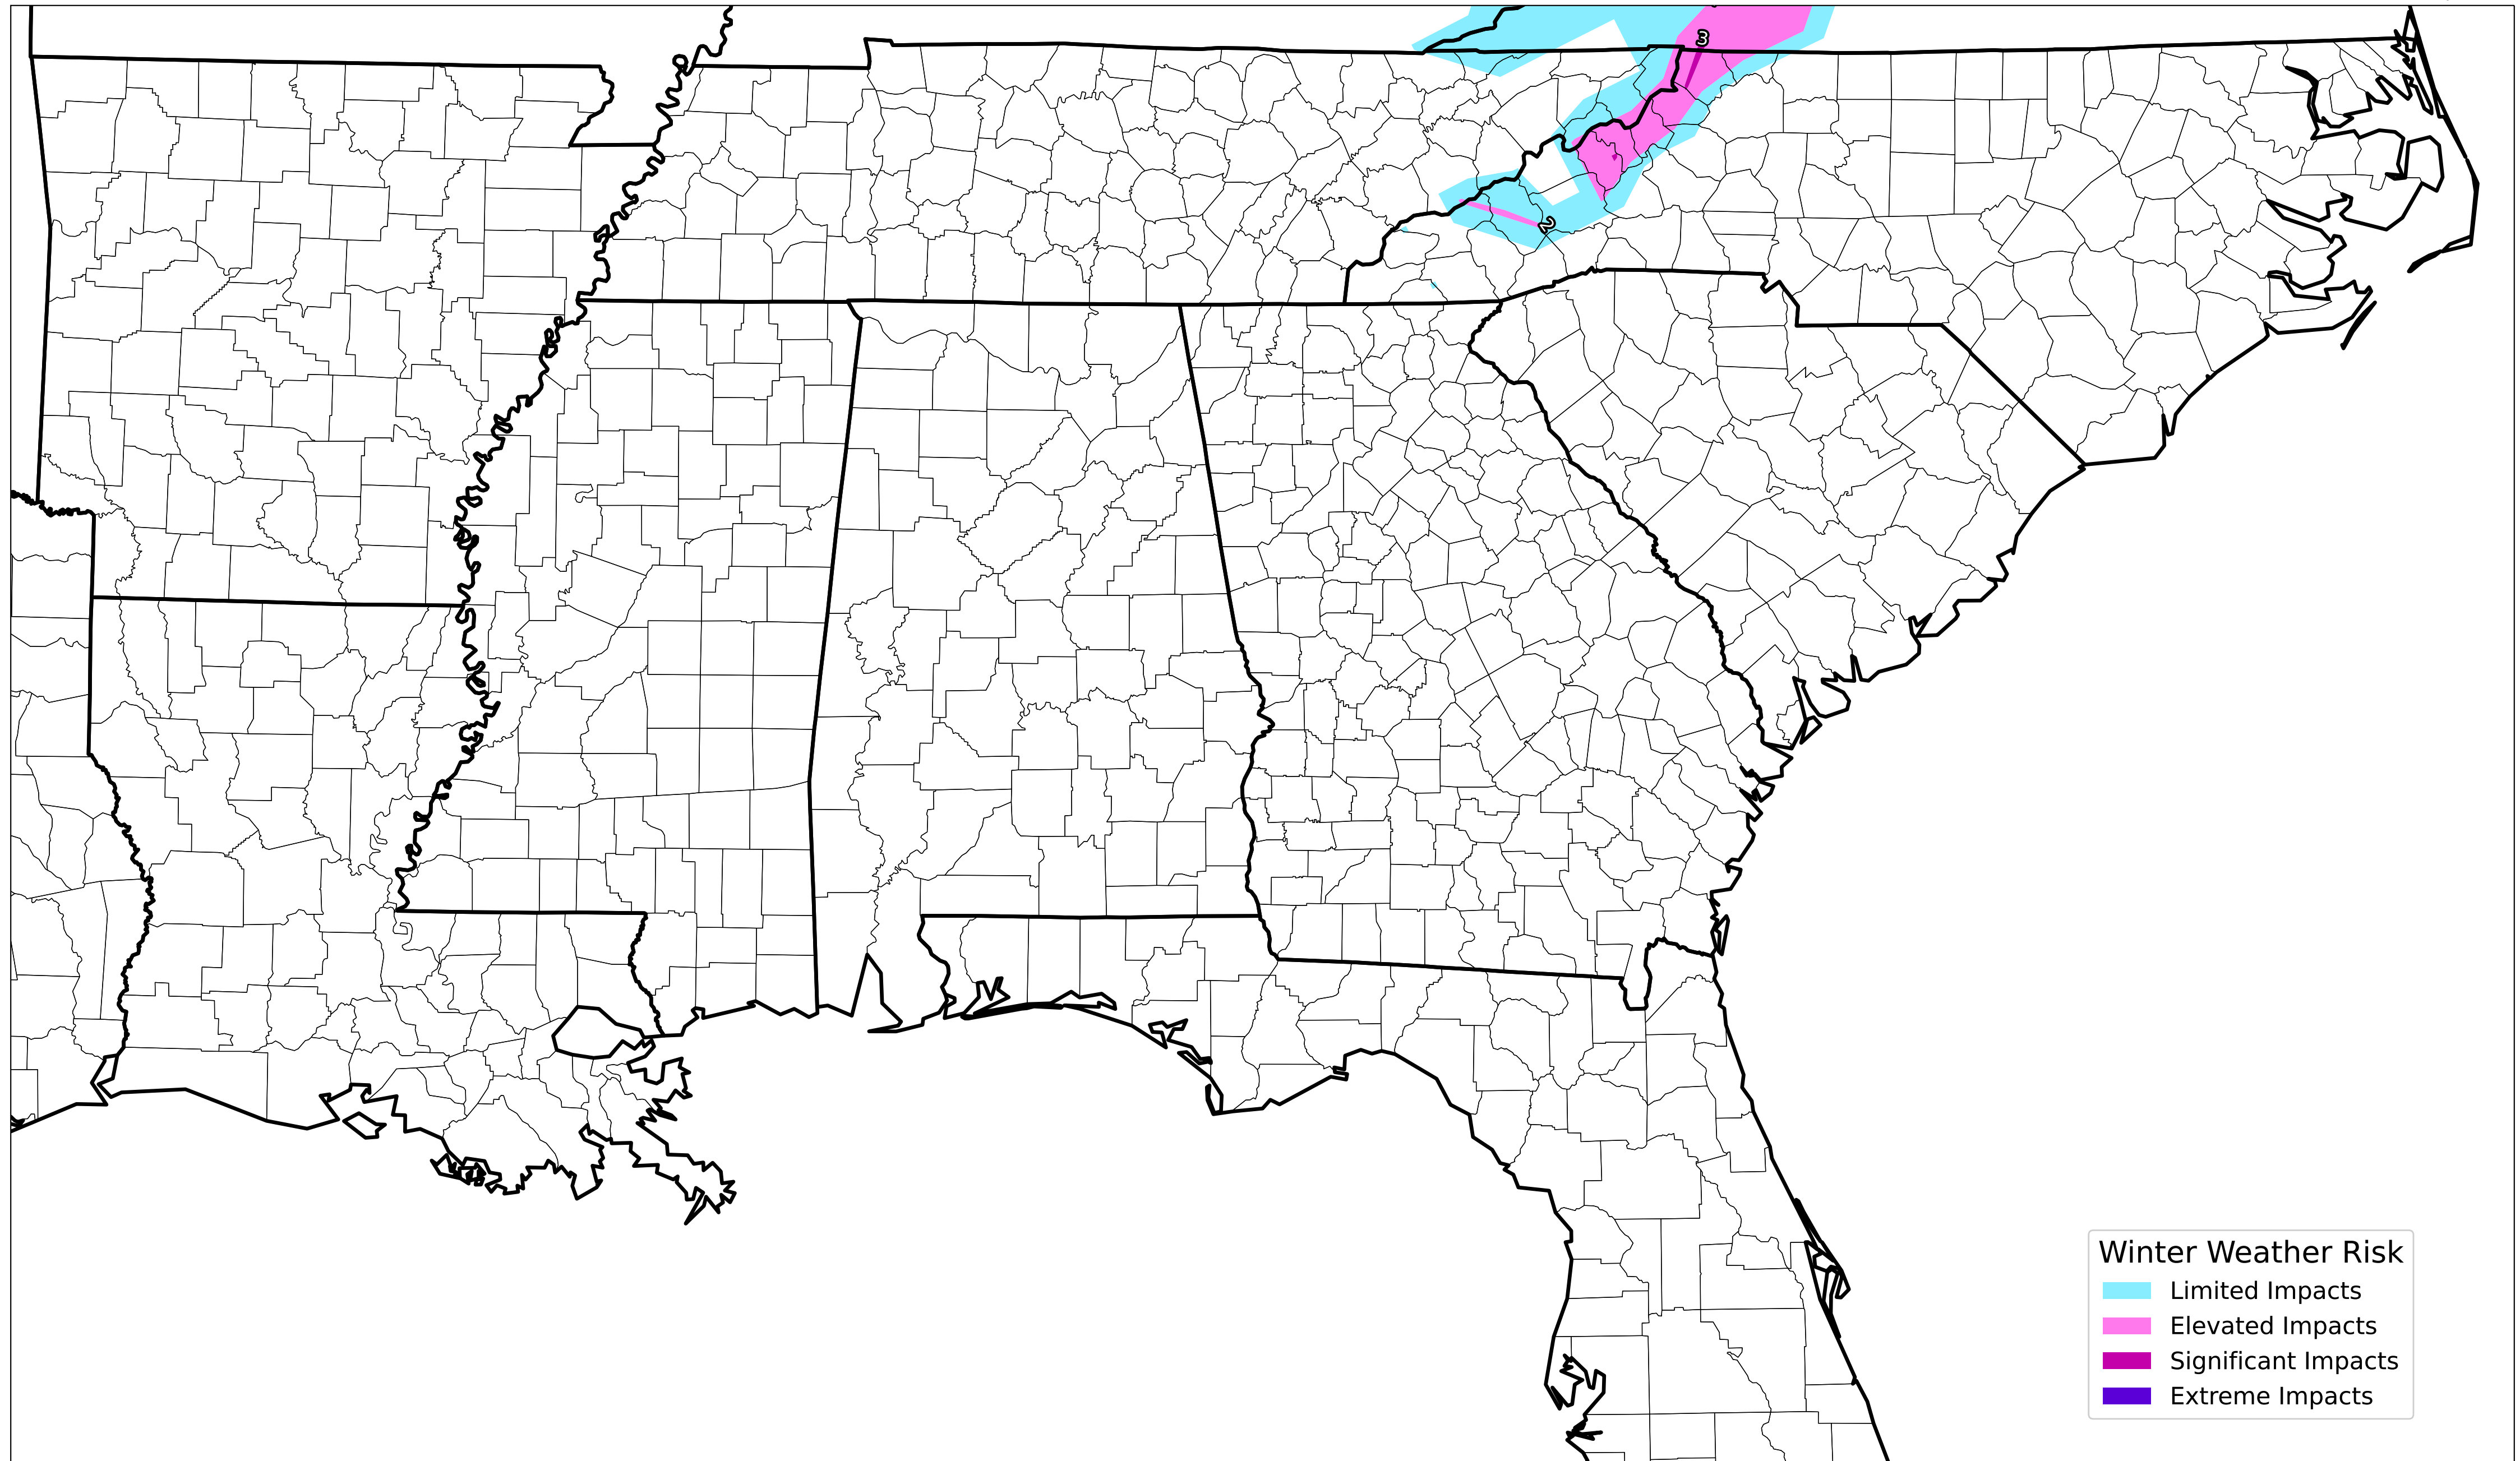 3
2
Winter Weather Risk
Limited Impacts
Elevated Impacts
Significant Impacts
Extreme Impacts